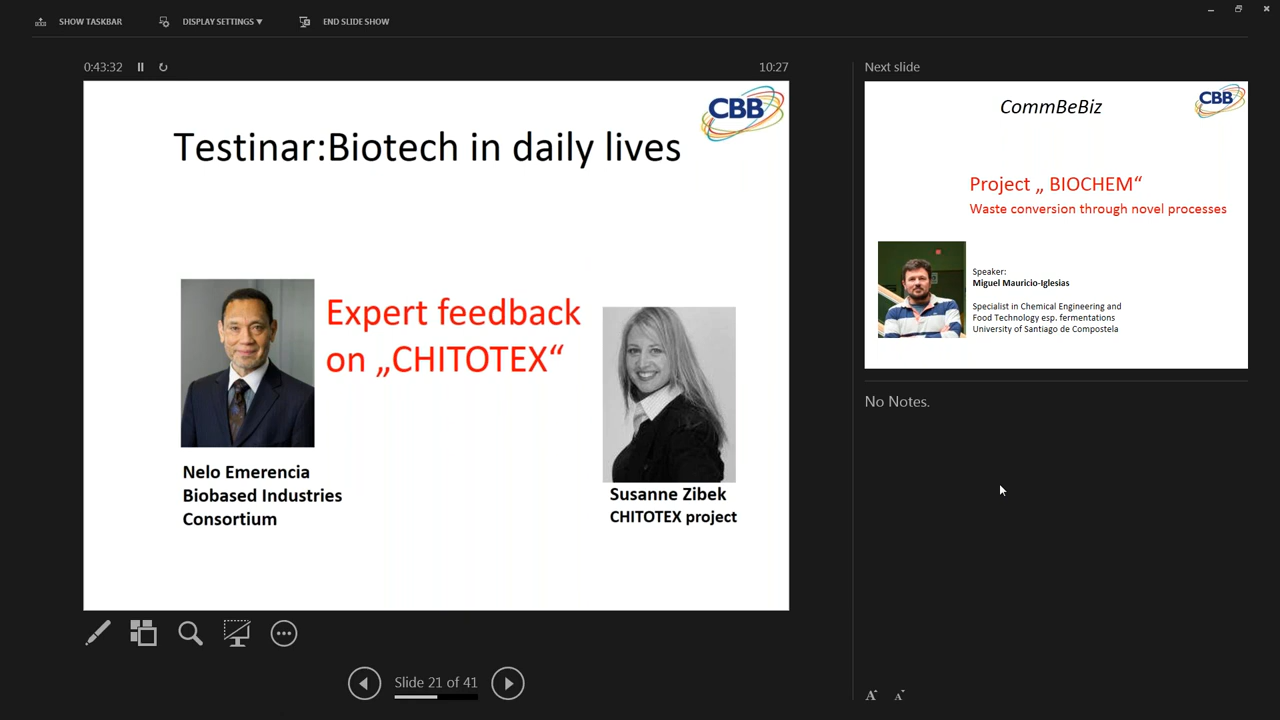 SHOW TASKBAR
DISPLAY SETTINGS ▼
END SLIDE SHOW
0:43:32
10:27
CBB
Testinar:Biotech in daily lives
Expert feedback
on „CHITOTEX“
Nelo Emerencia
Biobased Industries
Consortium
Susanne Zibek
CHITOTEX project
Slide 21 of 41
Next slide
CommBeBiz
CBB
Project „ BIOCHEM“
Waste conversion through novel processes
Speaker:
Miguel Mauricio-Iglesias
Specialist in Chemical Engineering and
Food Technology esp. fermentations
University of Santiago de Compostela
No Notes.
A
A